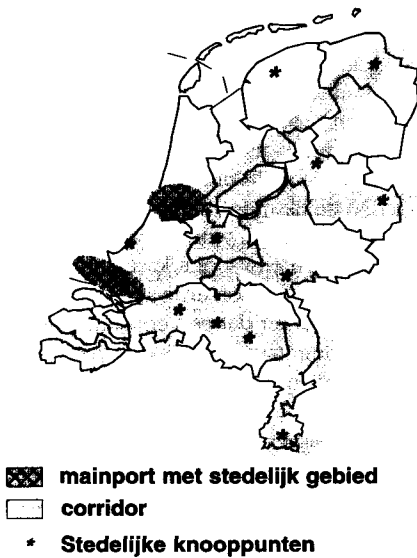 mainport met stedelijk gebied
corridor
* Stedelijke knooppunten